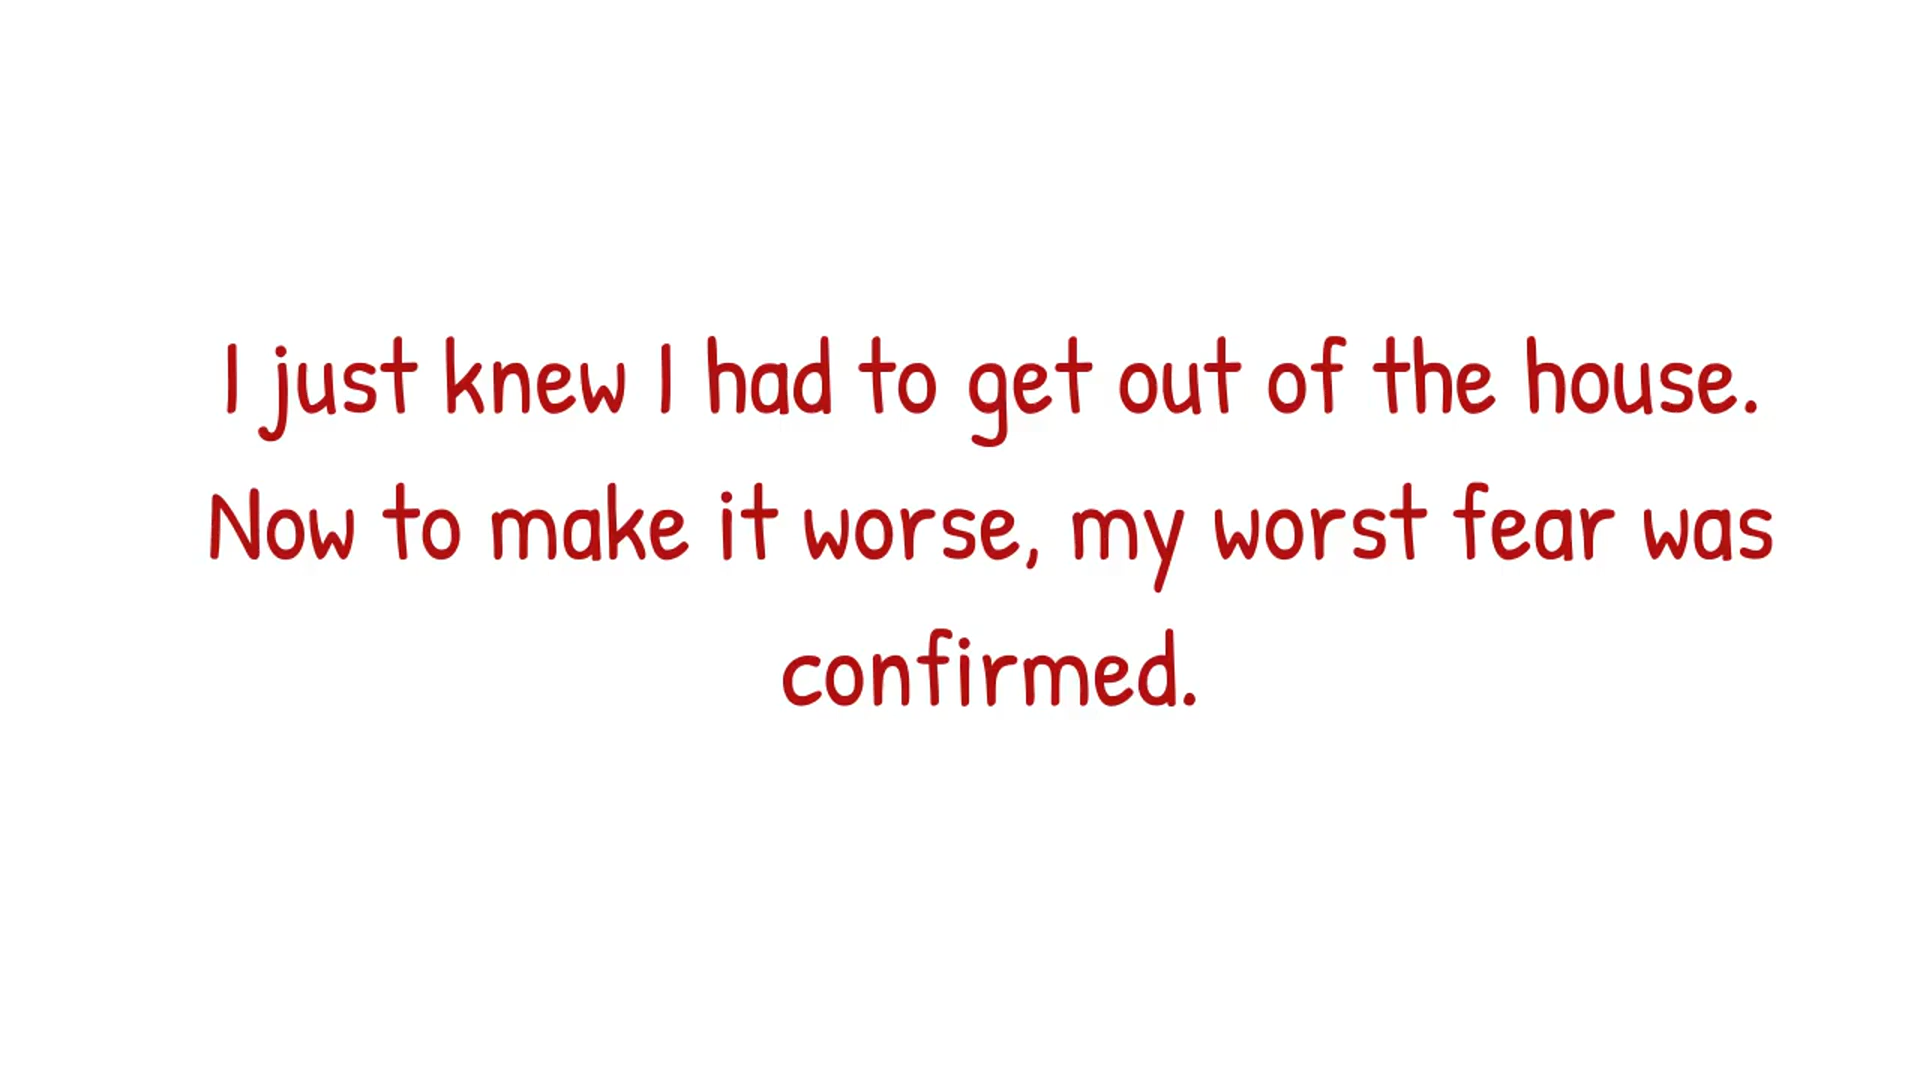 I just knew I had to get out of the house.
Now to make it worse, my worst fear was
confirmed.